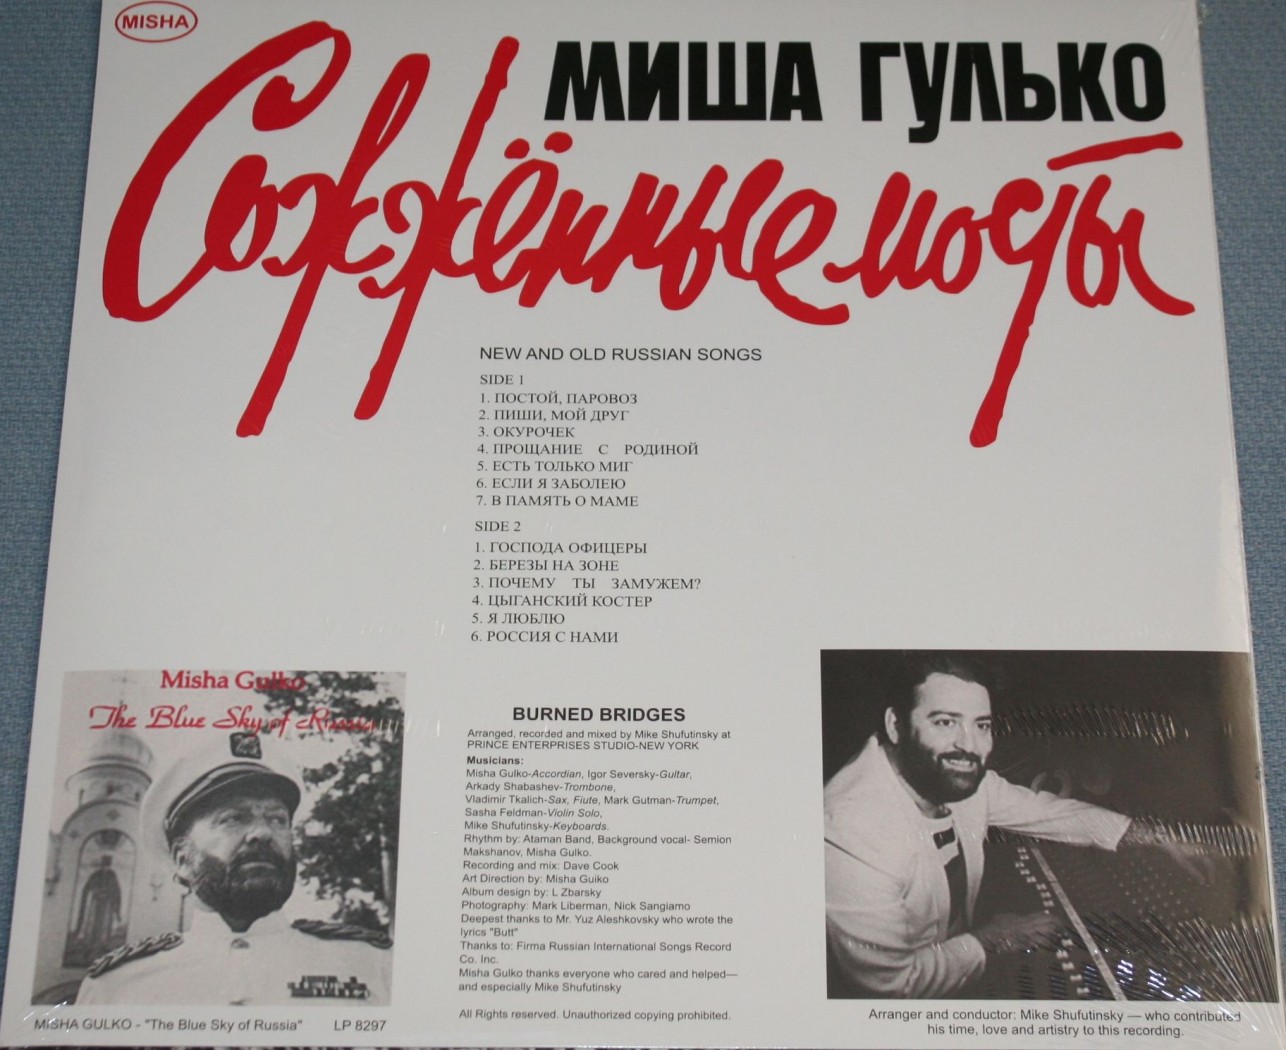 MISHA
МИША ГУЛЬКО
Сожжённые мосты
NEW AND OLD RUSSIAN SONGS
SIDE 1
1. ПОСТОЙ, ПАРОВОЗ
2. ПИШИ, МОЙ ДРУГ
3. ОКУРОЧЕК
4. ПРОЩАНИЕ С РОДИНОЙ
5. ЕСТЬ ТОЛЬКО МИГ
6. ЕСЛИ Я ЗАБОЛЕЮ
7. В ПАМЯТЬ О МАМЕ
SIDE 2
1. ГОСПОДА ОФИЦЕРЫ
2. БЕРЕЗЫ НА ЗОНЕ
3. ПОЧЕМУ ТЫ ЗАМУЖЕМ?
4. ЦЫГАНСКИЙ КОСТЕР
5. Я ЛЮБЛЮ
6. РОССИЯ С НАМИ
Misha Gulko
The Blue Sky of Russia
MISHA GULKO - "The Blue Sky of Russia" LP 8297
BURNED BRIDGES
Arranged, recorded and mixed by Mike Shufutinsky at
PRINCE ENTERPRISES STUDIO-NEW YORK
Musicians:
Misha Gulko-Accordian, Igor Seversky-Guitar,
Arkady Shabashev-Trombone,
Vladimir Tkalich-Sax, Fiute, Mark Gutman-Trumpet,
Sasha Feldman-Violin Solo,
Mike Shufutinsky-Keyboards.
Rhythm by: Ataman Band, Background vocal- Semion
Makshanov, Misha Gulko.
Recording and mix: Dave Cook
Art Direction by: Misha Guiko
Album design by: L Zbarsky
Photography: Mark Liberman, Nick Sangiamo
Deepest thanks to Mr. Yuz Aleshkovsky who wrote the
lyrics "Butt"
Thanks to: Firma Russian International Songs Record
Co. Inc.
Misha Gulko thanks everyone who cared and helped—
and especially Mike Shufutinsky
All Rights reserved. Unauthorized copying prohibited.
Arranger and conductor: Mike Shufutinsky — who contributed
his time, love and artistry to this recording.